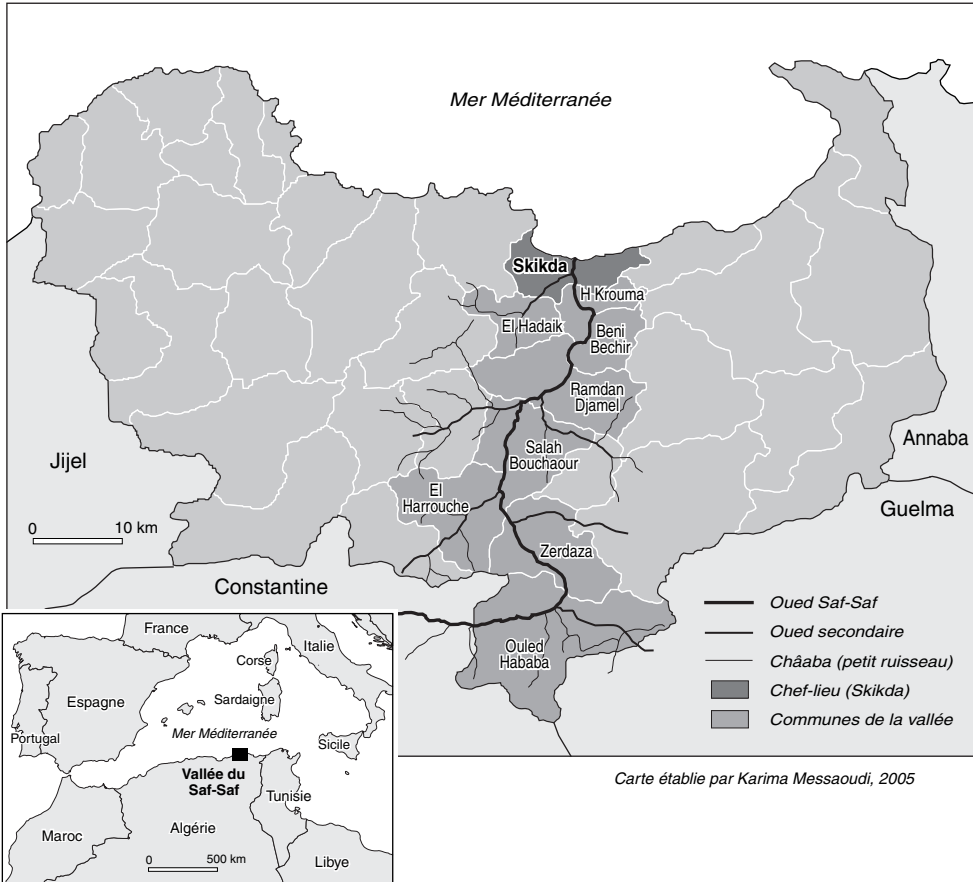 Mer Méditerranée
Skikda
H Krouma
El Hadaik
Beni
Bechir
Ramdan
Djamel
Salah
Bouchaour
El
Harrouche
Zerdaza
Ouled
Hababa
Jijel
Annaba
Guelma
Constantine
0 10 km
Oued Saf-Saf
Oued secondaire
Châaba (petit ruisseau)
Chef-lieu (Skikda)
Communes de la vallée
France
Italie
Corse
Espagne
Sardaigne
Portugal
Mer Méditerranée
Sicile
Vallée du
Saf-Saf
Tunisie
Maroc
Algérie
0 500 km
Libye
Carte établie par Karima Messaoudi, 2005